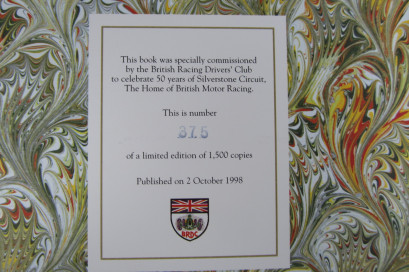 This book was specially commissioned
by the British Racing Drivers' Club
to celebrate 50 years of Silverstone Circuit,
The Home of British Motor Racing.
This is number
376
of a limited edition of 1,500 copies
Published on 2 October 1998
BRDC